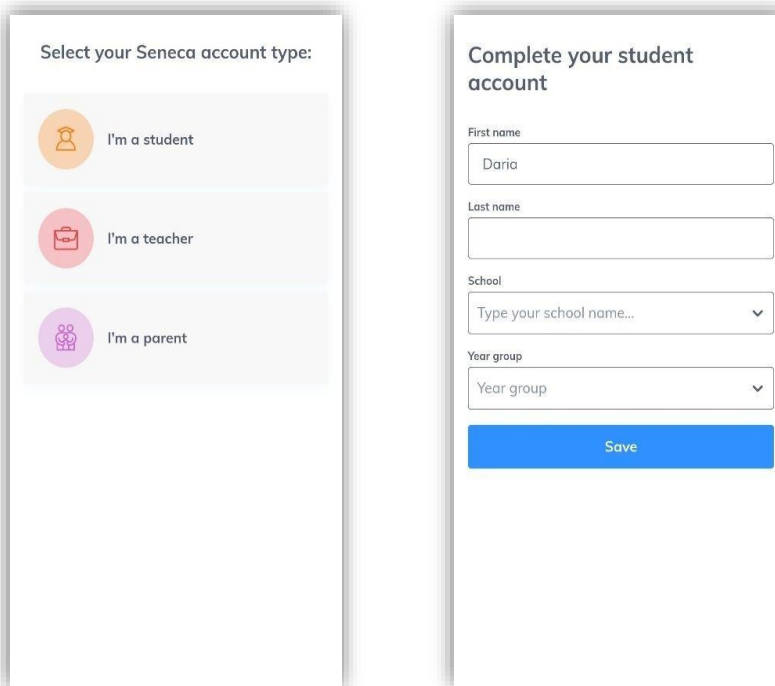 Select your Seneca account type:
I'm a student
I'm a teacher
I'm a parent
Complete your student
account
First name
Daria
Last name
School
Type your school name...
Year group
Year group
Save